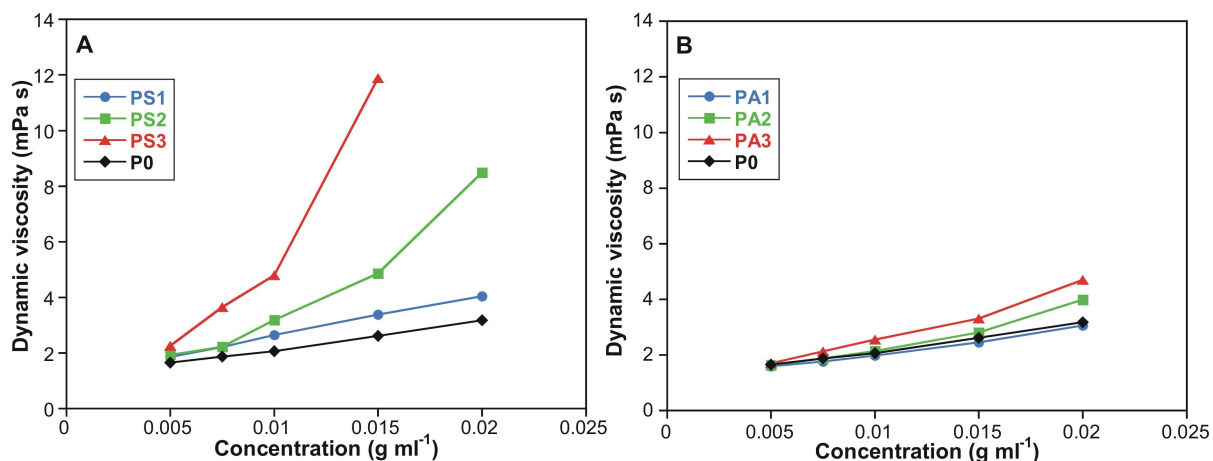 A
Dynamic viscosity (mPa s)
14
12
10
8
6
4
2
0
PS1
PS2
PS3
P0
0
0.005
0.01
0.015
0.02
0.025
Concentration (g ml⁻¹)
B
Dynamic viscosity (mPa s)
14
12
10
8
6
4
2
0
PA1
PA2
PA3
P0
0
0.005
0.01
0.015
0.02
0.025
Concentration (g ml⁻¹)